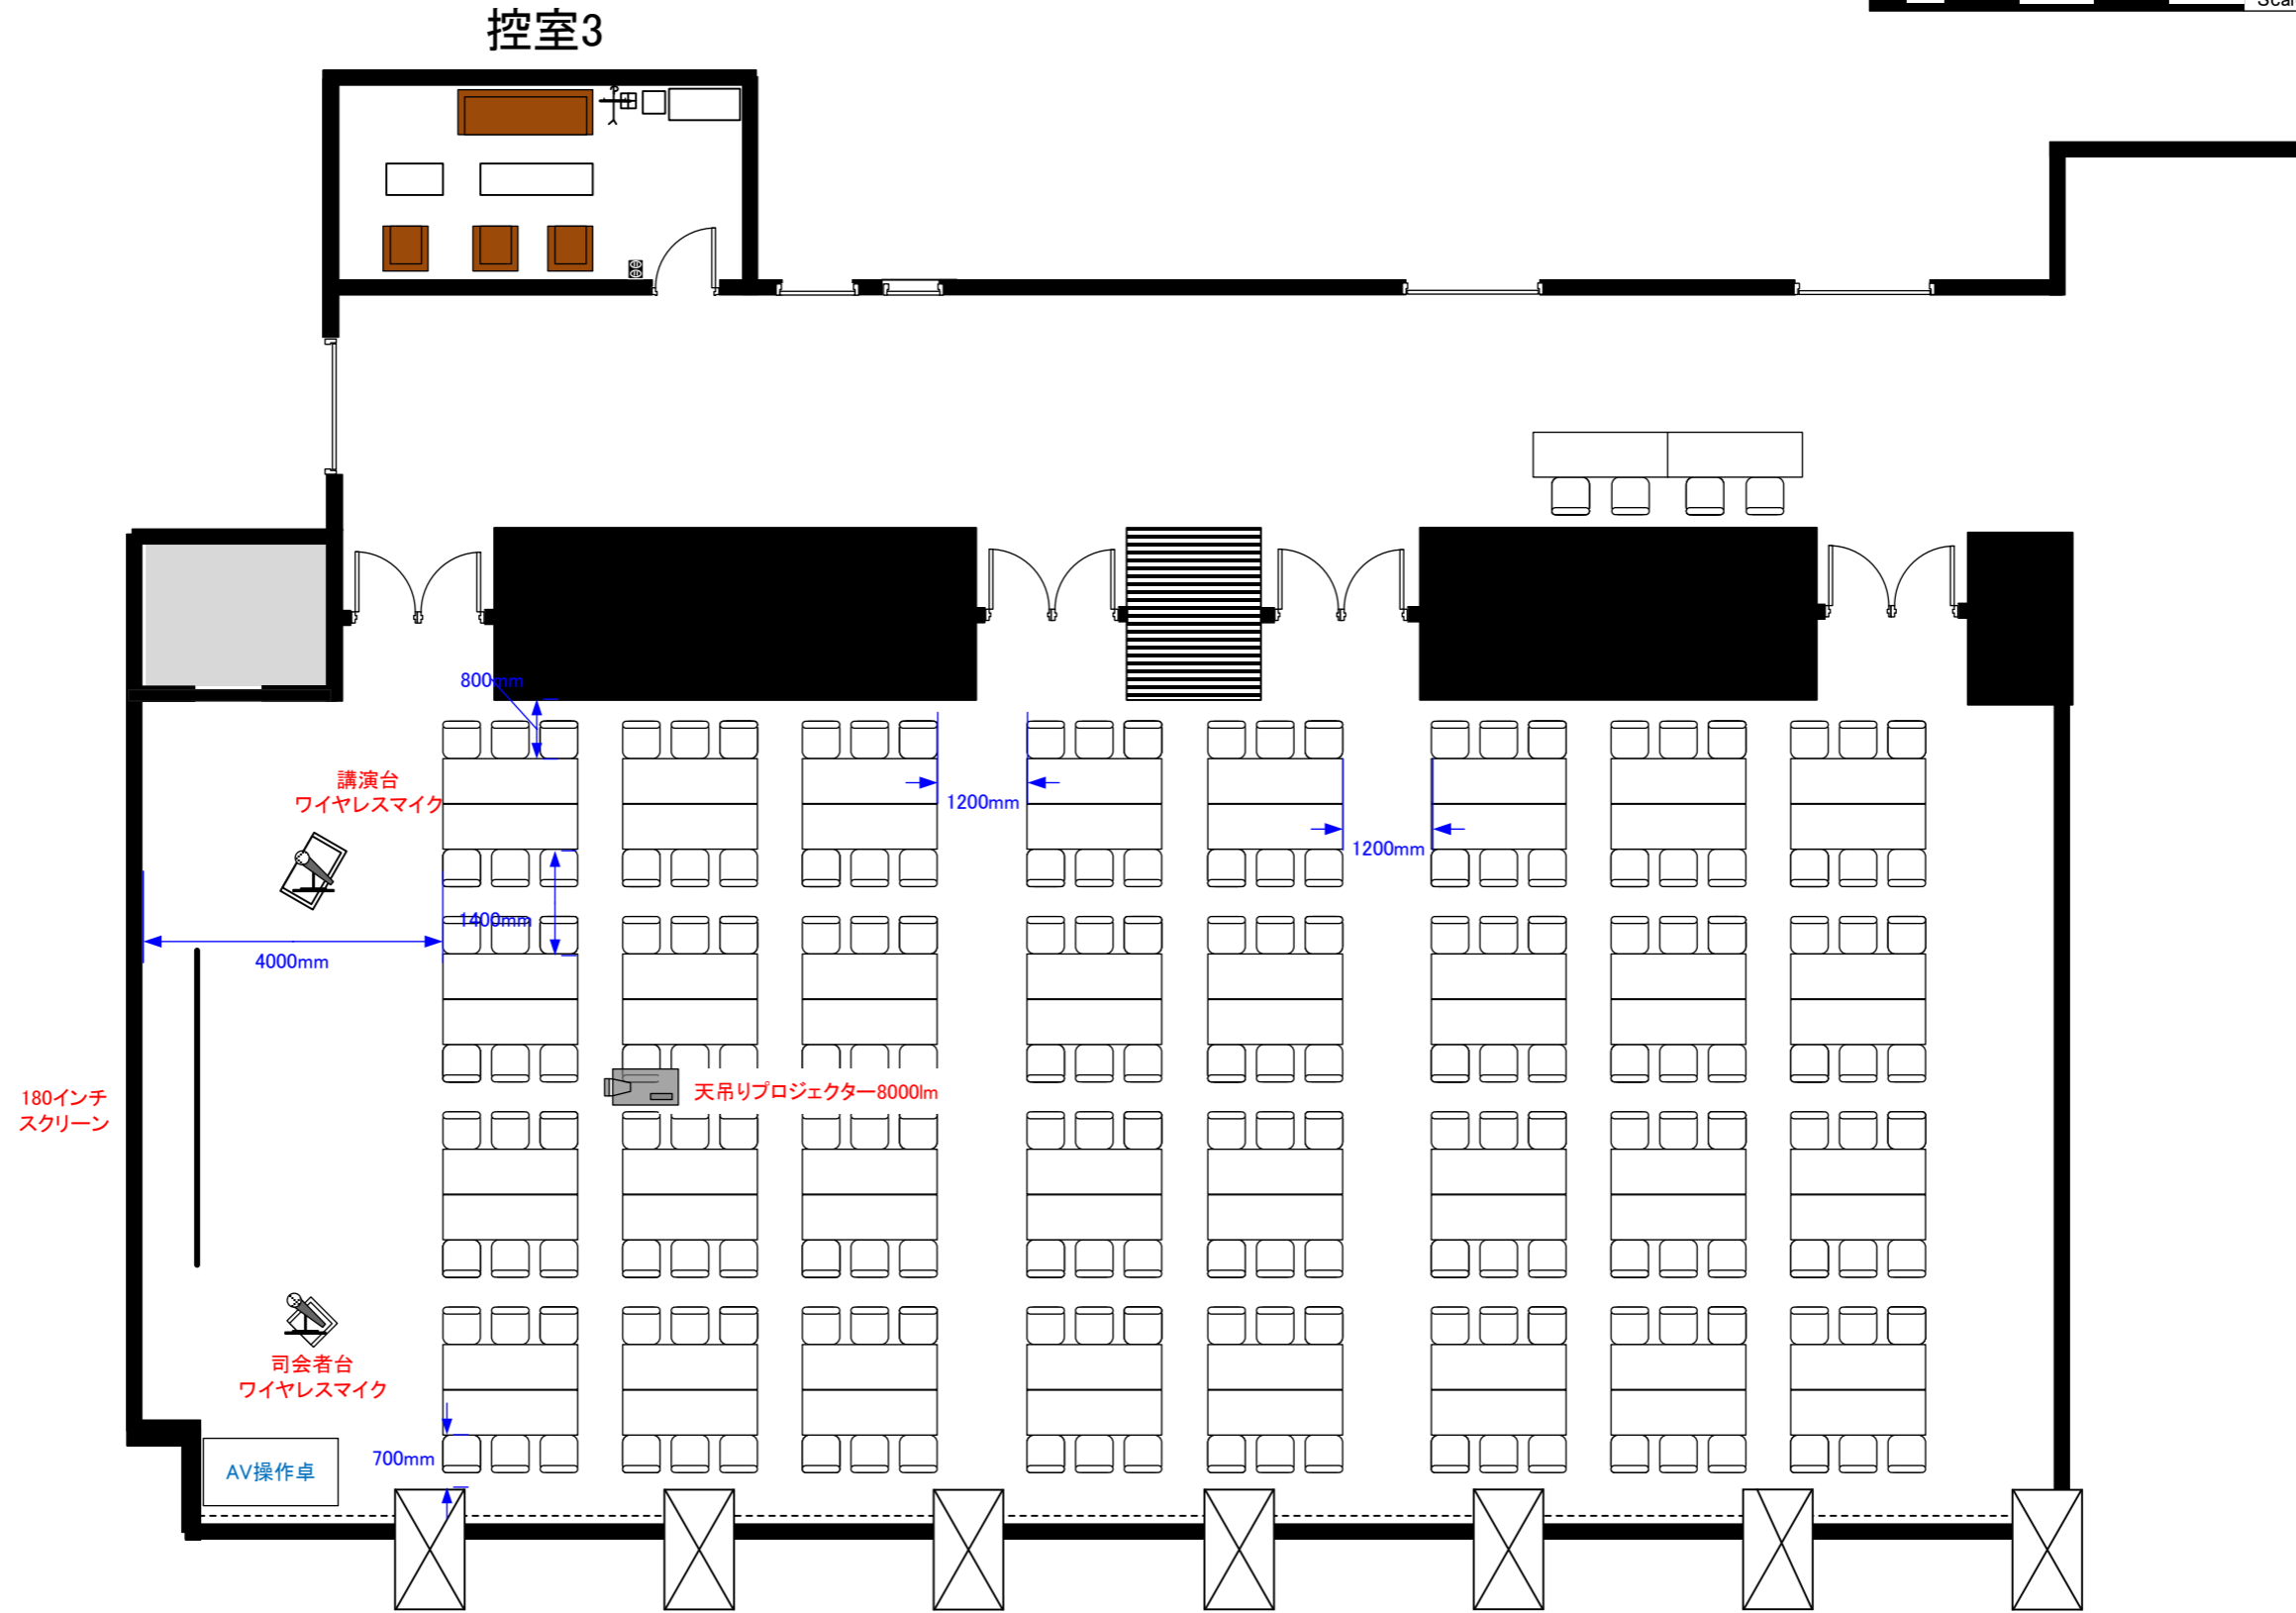 控室3
800mm
講演台
ワイヤレスマイク
1200mm
1200mm
1400mm
4000mm
180インチ
スクリーン
天吊りプロジェクター8000lm
司会者台
ワイヤレスマイク
700mm
AV操作卓